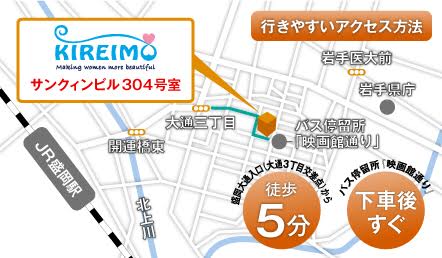 行きやすいアクセス方法
KIREIMO
Making women more beautiful
サンクィンビル304号室
岩手医大前
岩手県庁
大通三丁目
バス停留所
「映画館通り」
開運橋東
JR盛岡駅
北上川
盛岡大通入口(大通3丁目交差点)から
徒歩
5分
バス停留所「映画館通り」
下車後
すぐ